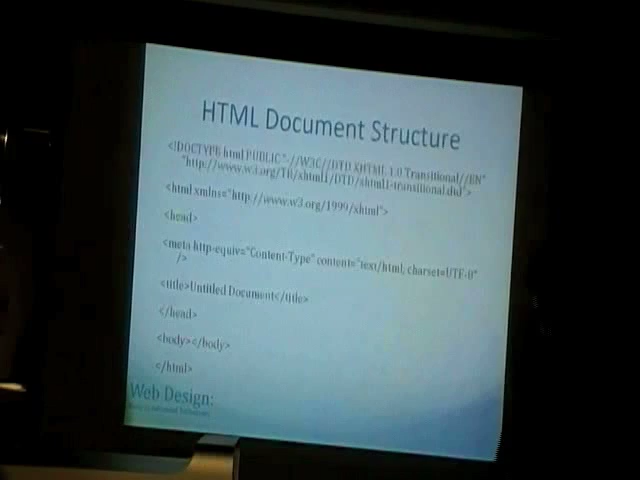 HTML Document Structure
<!DOCTYPE html PUBLIC "-//W3C//DTD XHTML 1.0 Transitional//EN"
"http://www.w3.org/TR/xhtml1/DTD/xhtml1-transitional.dtd">
<html xmlns="http://www.w3.org/1999/xhtml">
<head>
<meta http-equiv="Content-Type" content="text/html; charset=UTF-8"
/>
<title>Untitled Document</title>
</head>
<body></body>
</html>
Web Design: